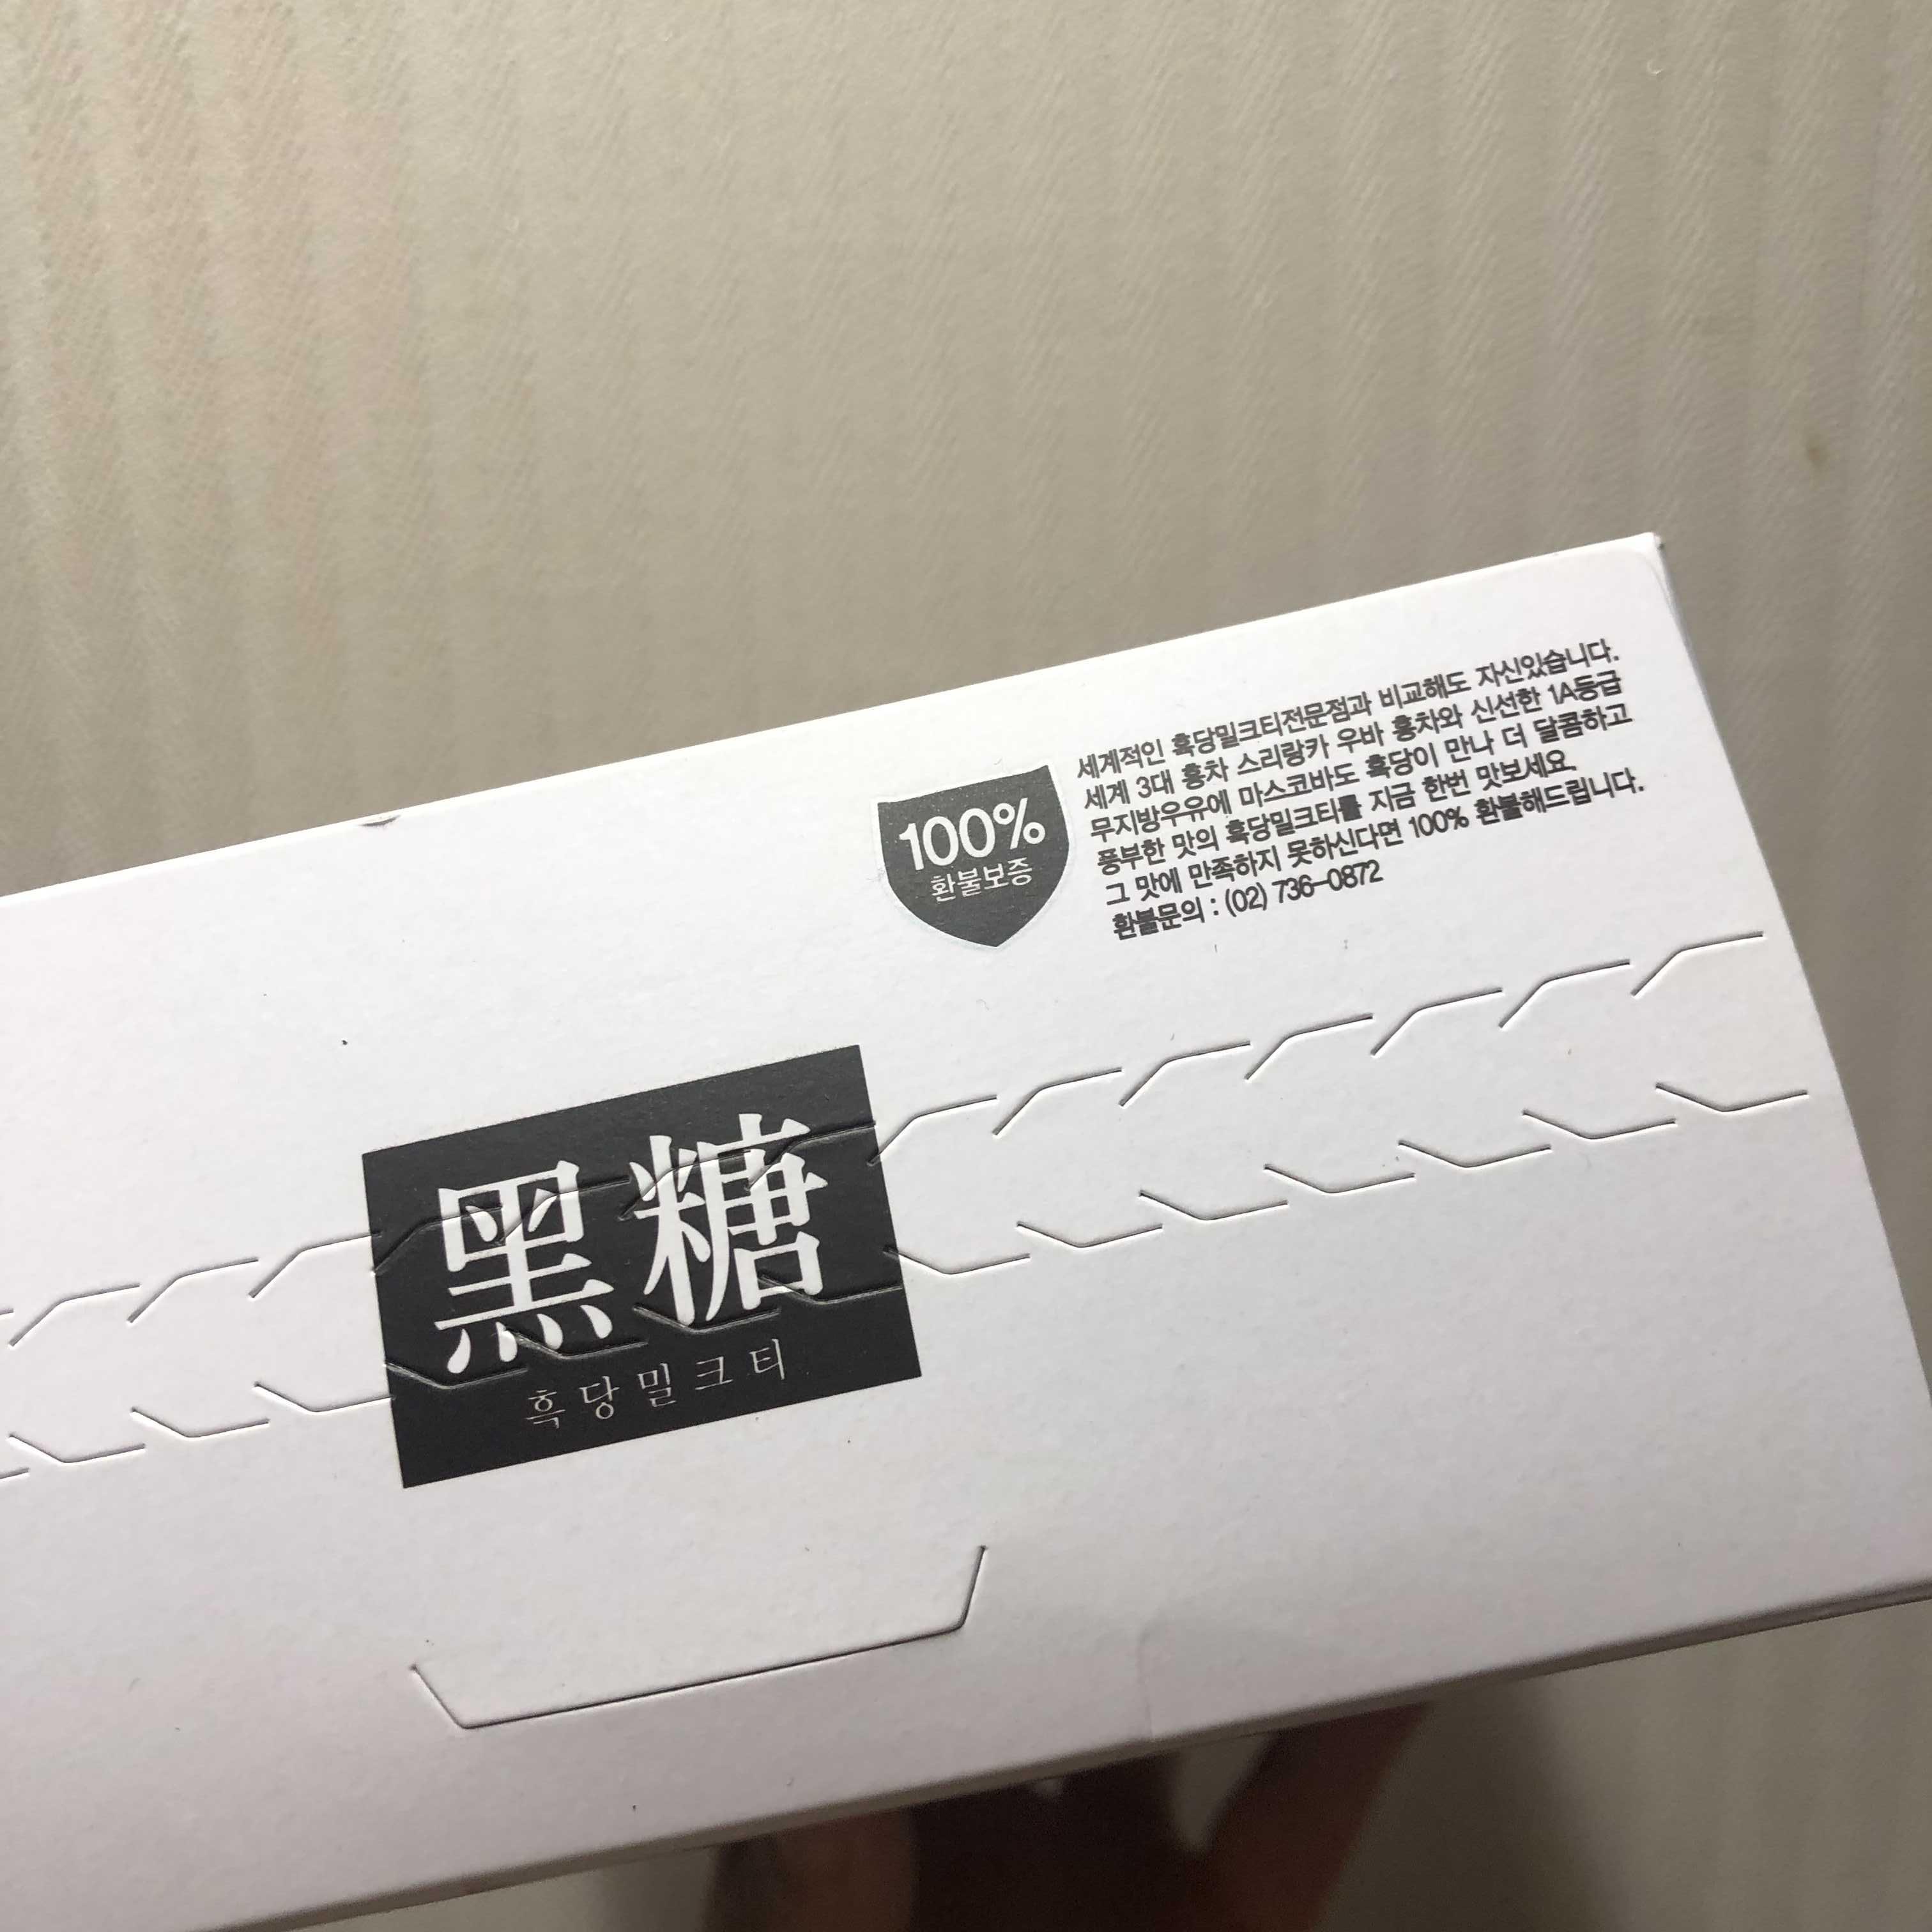 세계적인 흑당밀크티전문점과 비교해도 자신있습니다.
세계 3대 홍차 스리랑카 우바 홍차와 신선한 1A등급
무지방우유에 마스코바도 흑당이 만나 더 달콤하고
풍부한 맛의 흑당밀크티를 지금 한번 맛보세요.
그 맛에 만족하지 못하신다면 100% 환불해드립니다.
환불문의 : (02) 736-0872
100%
환불보증
黑糖
흑당밀크티